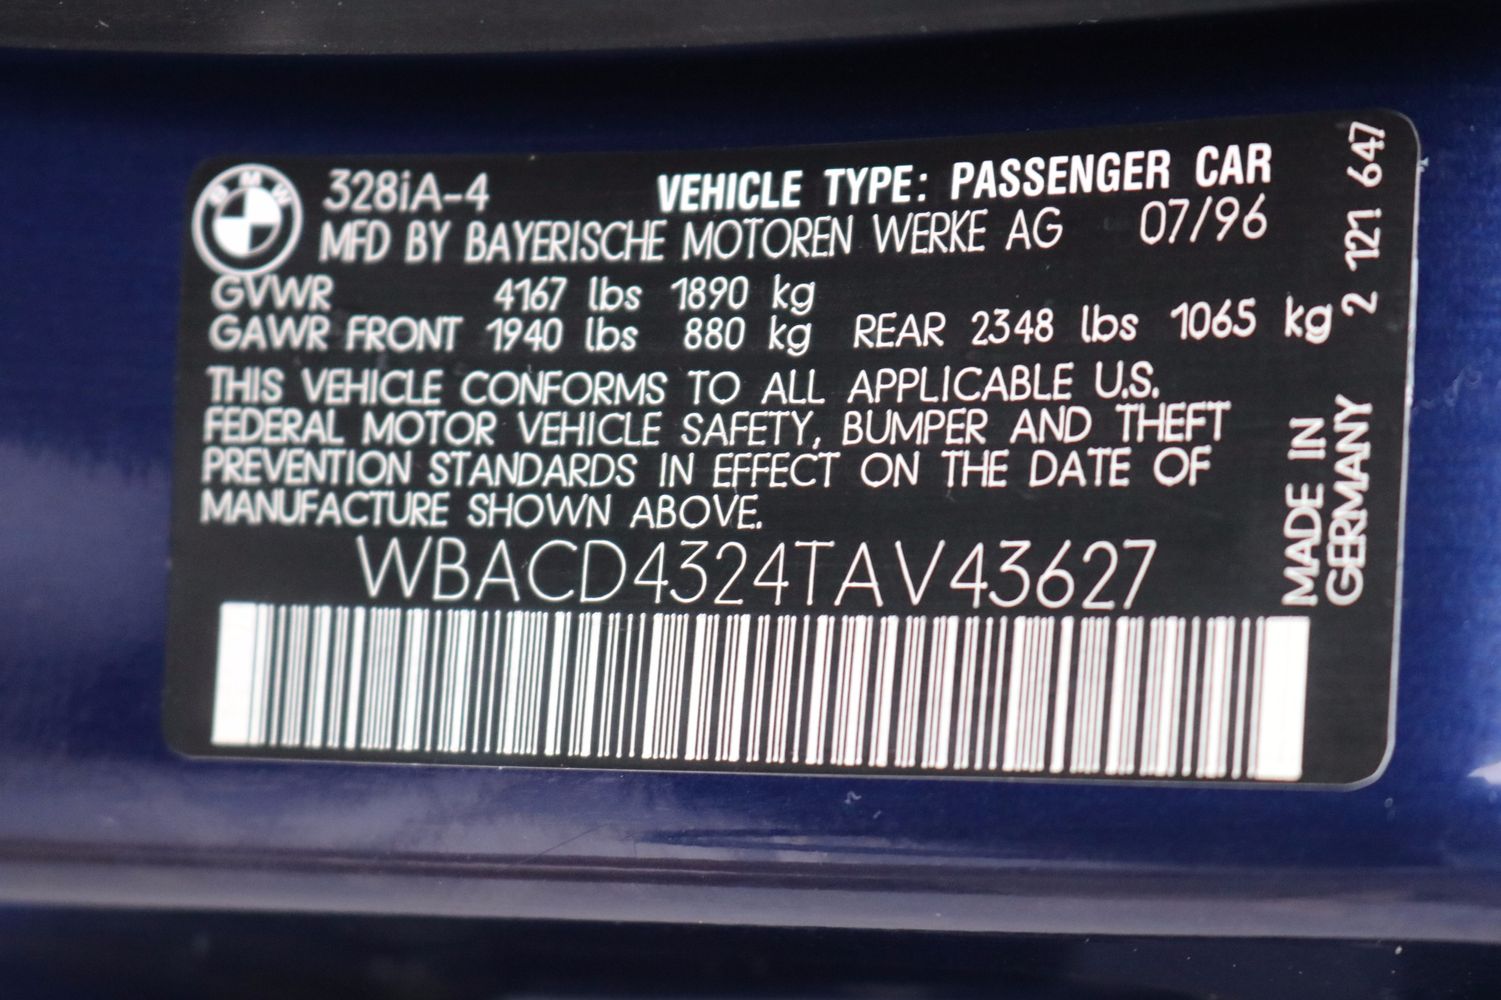 BMW
328iA-4
VEHICLE TYPE: PASSENGER CAR
MFD BY BAYERISCHE MOTOREN WERKE AG 07/96
GVWR 4167 lbs 1890 kg
GAWR FRONT 1940 lbs 880 kg REAR 2348 lbs 1065 kg
THIS VEHICLE CONFORMS TO ALL APPLICABLE U.S.
FEDERAL MOTOR VEHICLE SAFETY, BUMPER AND THEFT
PREVENTION STANDARDS IN EFFECT ON THE DATE OF
MANUFACTURE SHOWN ABOVE.
WBACD4324TAV43627
2 121 647
MADE IN
GERMANY